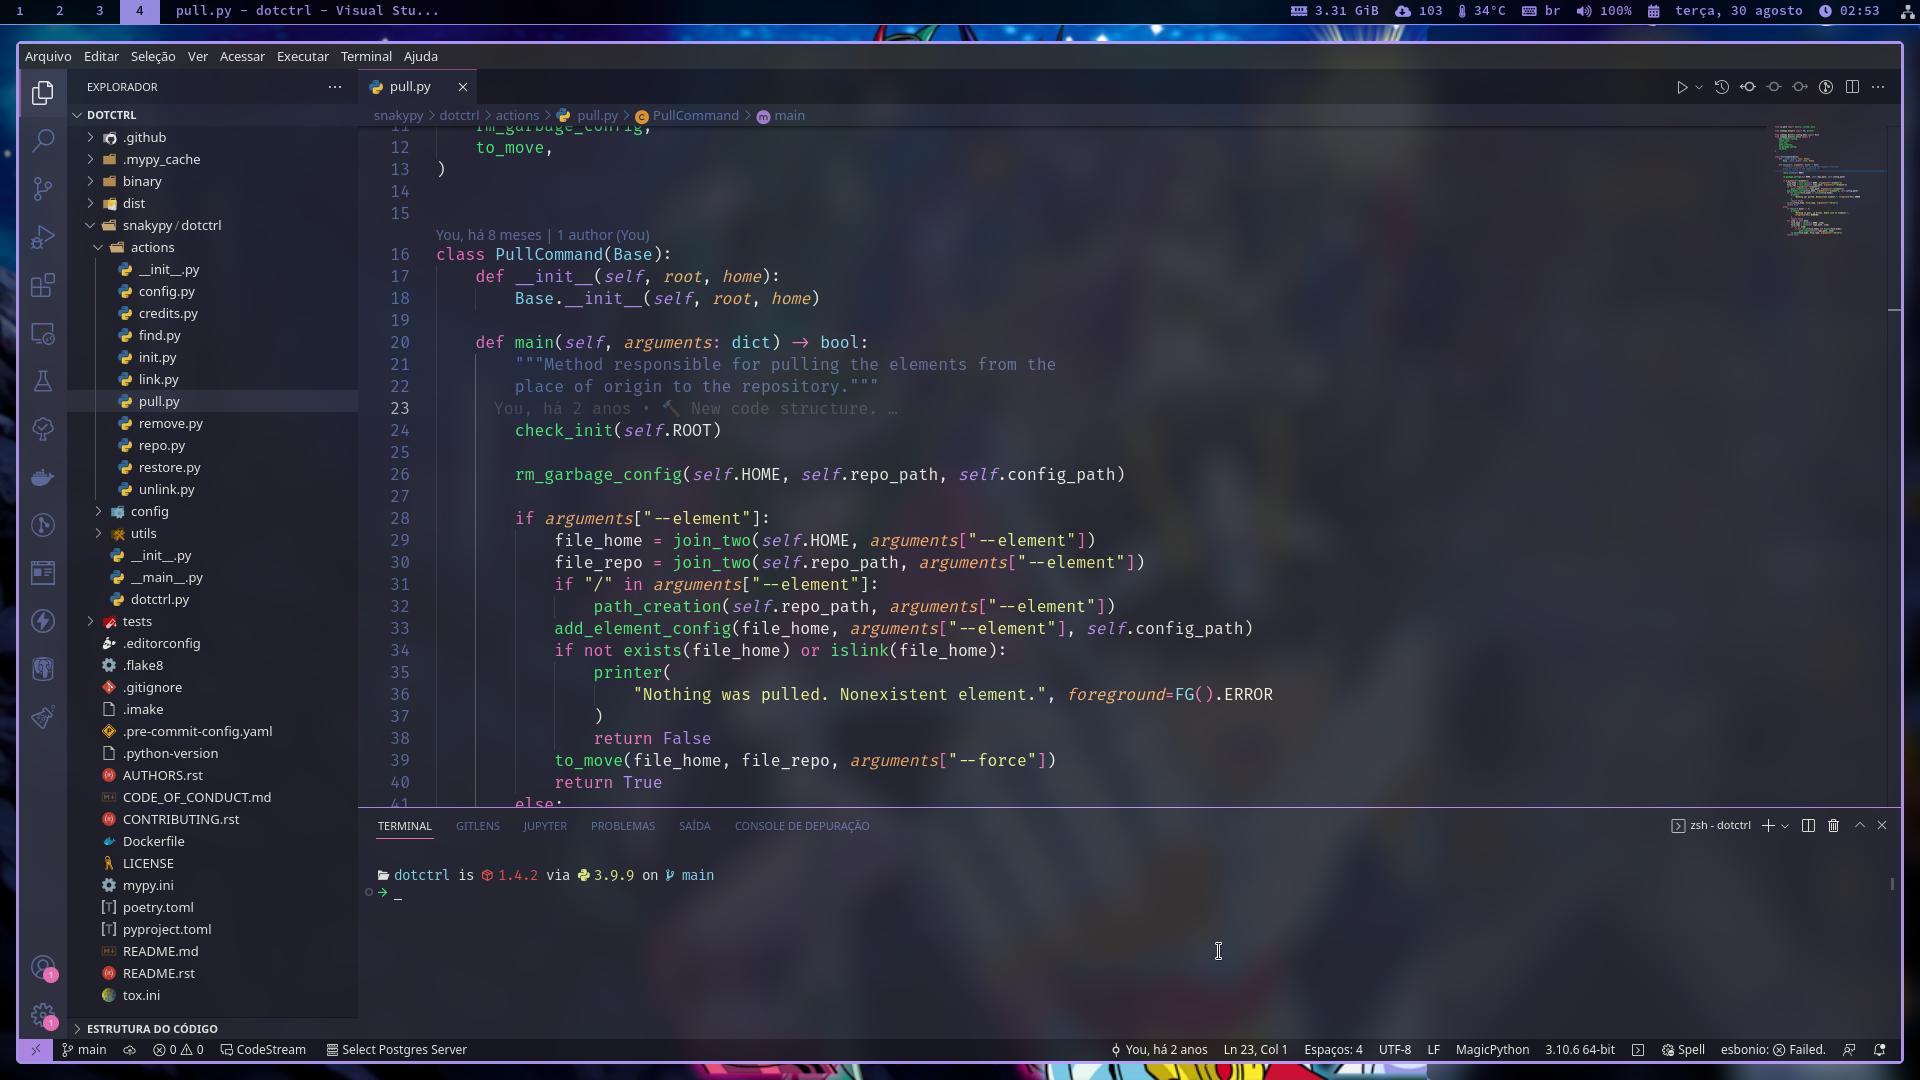 1 2 3 4 pull.py - dotctrl - Visual Stu... 3.31 GiB 103 34°C br 100% terça, 30 agosto 02:53
Arquivo Editar Seleção Ver Acessar Executar Terminal Ajuda
EXPLORADOR ···
DOTCTRL
.github
.mypy_cache
binary
dist
snakypy/dotctrl
actions
__init__.py
config.py
credits.py
find.py
init.py
link.py
pull.py
remove.py
repo.py
restore.py
unlink.py
config
utils
__init__.py
__main__.py
dotctrl.py
tests
.editorconfig
.flake8
.gitignore
.imake
.pre-commit-config.yaml
.python-version
AUTHORS.rst
CODE_OF_CONDUCT.md
CONTRIBUTING.rst
Dockerfile
LICENSE
mypy.ini
poetry.toml
pyproject.toml
README.md
README.rst
tox.ini
ESTRUTURA DO CÓDIGO
pull.py
snakypy > dotctrl > actions > pull.py > PullCommand > main
11 rm_garbage_config,
12 to_move,
13 )
14
15
You, há 8 meses | 1 author (You)
16 class PullCommand(Base):
17 def __init__(self, root, home):
18 Base.__init__(self, root, home)
19
20 def main(self, arguments: dict) -> bool:
21 """Method responsible for pulling the elements from the
22 place of origin to the repository."""
23 You, há 2 anos • 🔨 New code structure. …
24 check_init(self.ROOT)
25
26 rm_garbage_config(self.HOME, self.repo_path, self.config_path)
27
28 if arguments["--element"]:
29 file_home = join_two(self.HOME, arguments["--element"])
30 file_repo = join_two(self.repo_path, arguments["--element"])
31 if "/" in arguments["--element"]:
32 path_creation(self.repo_path, arguments["--element"])
33 add_element_config(file_home, arguments["--element"], self.config_path)
34 if not exists(file_home) or islink(file_home):
35 printer(
36 "Nothing was pulled. Nonexistent element.", foreground=FG().ERROR
37 )
38 return False
39 to_move(file_home, file_repo, arguments["--force"])
40 return True
41 else:
TERMINAL GITLENS JUPYTER PROBLEMAS SAÍDA CONSOLE DE DEPURAÇÃO zsh - dotctrl
dotctrl is 1.4.2 via 3.9.9 on main
→ _
1
1
main 0 0 CodeStream Select Postgres Server You, há 2 anos Ln 23, Col 1 Espaços: 4 UTF-8 LF MagicPython 3.10.6 64-bit Spell esbonio: Failed.